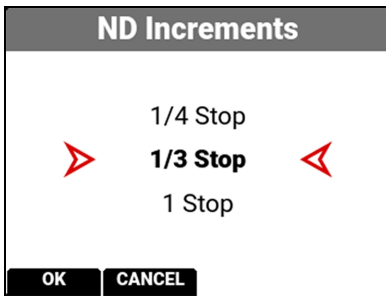 ND Increments
1/4 Stop
1/3 Stop
1 Stop
OK CANCEL